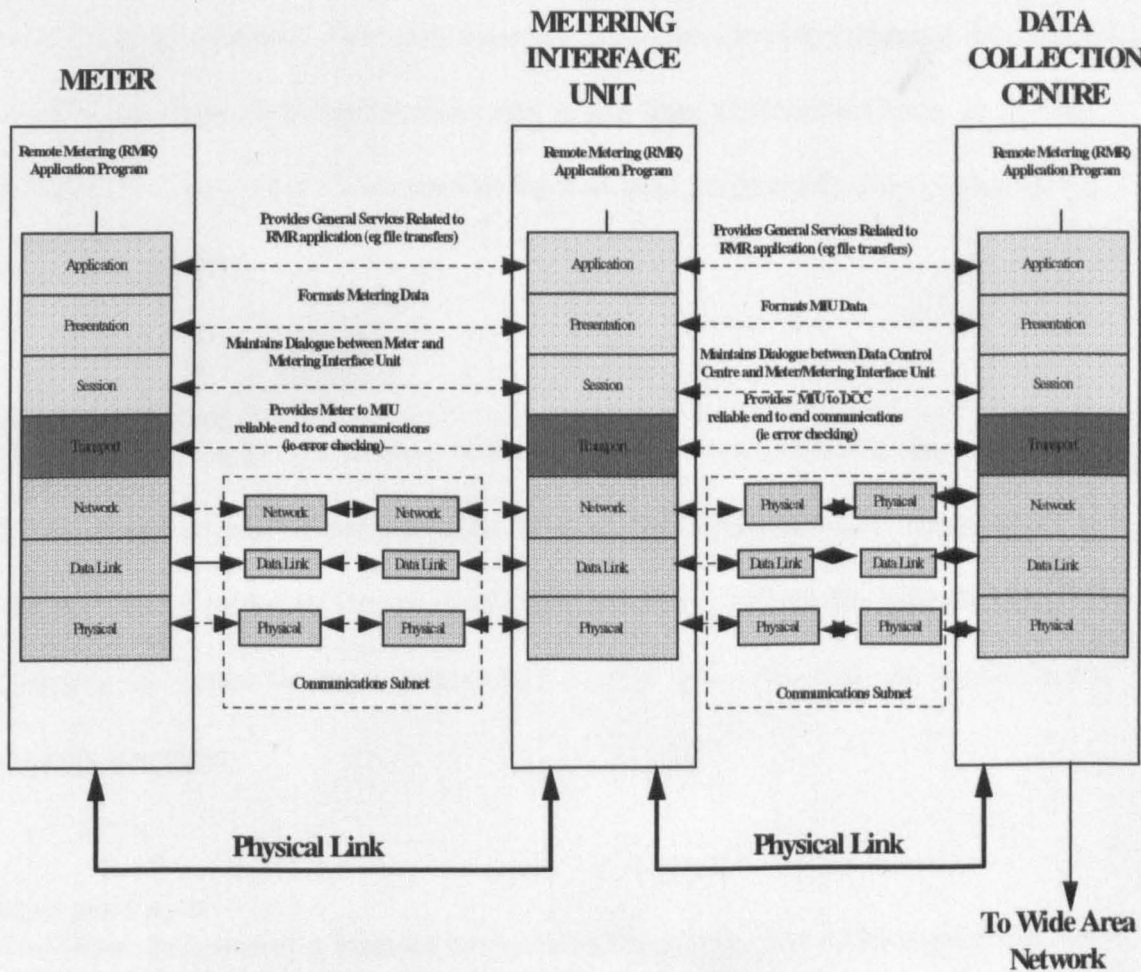 METER
METERING
INTERFACE
UNIT
DATA
COLLECTION
CENTRE
Remote Metering (RMR)
Application Program
Remote Metering (RMR)
Application Program
Remote Metering (RMR)
Application Program
Provides General Services Related to
RMR application (eg file transfers)
Provides General Services Related to
RMR application (eg file transfers)
Application
Application
Application
Formats Metering Data
Formats MIU Data
Presentation
Presentation
Presentation
Maintains Dialogue between Meter and
Metering Interface Unit
Maintains Dialogue between Data Control
Centre and Meter/Metering Interface Unit
Session
Session
Session
Provides Meter to MIU
reliable end to end communications
(ie error checking)
Provides MIU to DCC
reliable end to end communications
(ie error checking)
Transport
Transport
Transport
Network
Network
Network
Network
Physical
Physical
Network
Data Link
Data Link
Data Link
Data Link
Data Link
Data Link
Data Link
Physical
Physical
Physical
Physical
Physical
Physical
Physical
Communications Subnet
Communications Subnet
Physical Link
Physical Link
To Wide Area
Network